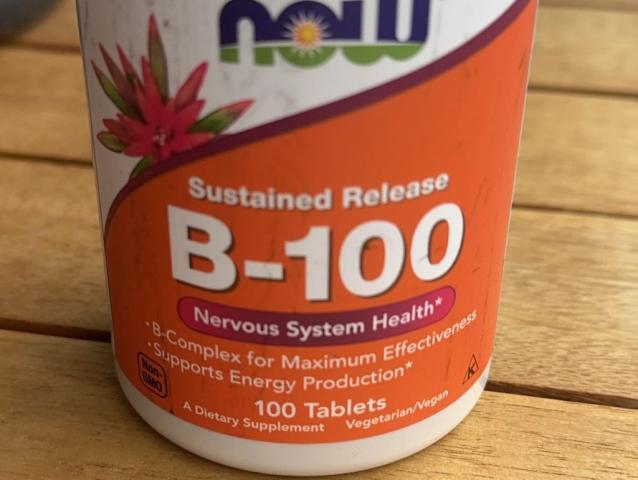 NOW
Sustained Release
B-100
Nervous System Health*
• B-Complex for Maximum Effectiveness
• Supports Energy Production*
Non-
GMO
100 Tablets
K
A Dietary Supplement Vegetarian/Vegan